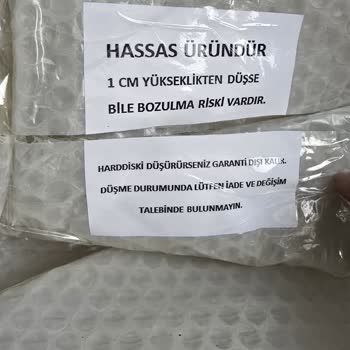 HASSAS ÜRÜNDÜR
1 CM YÜKSEKLİKTEN DÜŞSE
BİLE BOZULMA RİSKİ VARDIR.
HARDDİSKİ DÜŞÜRÜRSENİZ GARANTİ DIŞI KALIR.
DÜŞME DURUMUNDA LÜTFEN İADE VE DEĞİŞİM
TALEBİNDE BULUNMAYIN.